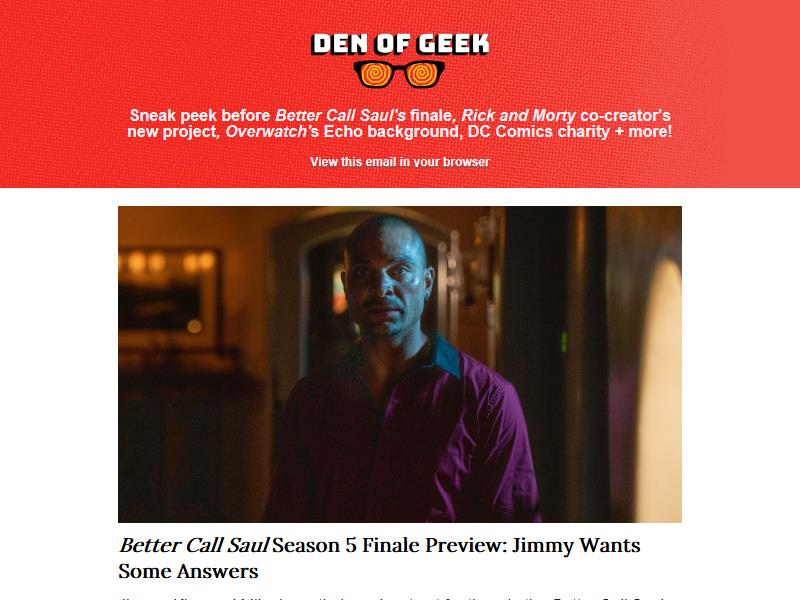 DEN OF GEEK
Sneak peek before Better Call Saul's finale, Rick and Morty co-creator's
new project, Overwatch's Echo background, DC Comics charity + more!
View this email in your browser
Better Call Saul Season 5 Finale Preview: Jimmy Wants
Some Answers